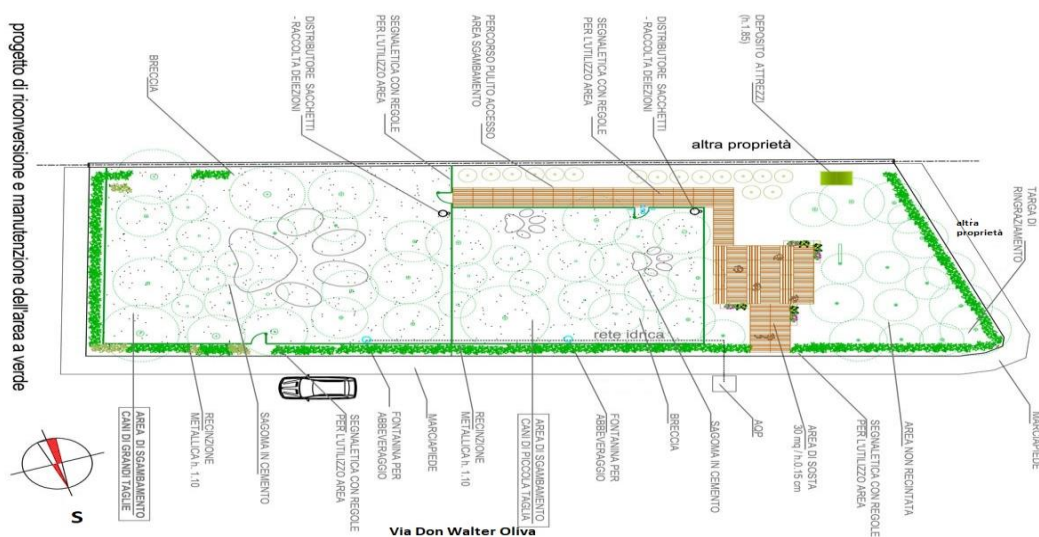 progetto di riconversione e manutenzione dell'area a verde
BRECCIA
DISTRIBUTORE SACCHETTI
- RACCOLTA DEIEZIONI
SEGNALETICA CON REGOLE
PER L'UTILIZZO AREA
PERCORSO PULITO ACCESSO
AREA SGAMBAMENTO
SEGNALETICA CON REGOLE
PER L'UTILIZZO AREA
DISTRIBUTORE SACCHETTI
- RACCOLTA DEIEZIONI
DEPOSITO ATTREZZI
(h.1.85)
altra proprietà
TARGA DI
RINGRAZIAMENTO
altra
proprietà
rete idrica
AREA DI SGAMBAMENTO
CANI DI GRANDI TAGLIE
RECINZIONE
METALLICA h. 1.10
SAGOMA IN CEMENTO
SEGNALETICA CON REGOLE
PER L'UTILIZZO AREA
FONTANINA PER
ABBEVERAGGIO
MARCIAPIEDE
RECINZIONE
METALLICA h. 1.10
AREA DI SGAMBAMENTO
CANI DI PICCOLA TAGLIA
FONTANINA PER
ABBEVERAGGIO
BRECCIA
SAGOMA IN CEMENTO
AQP
AREA DI SOSTA
30 mq / h.0.15 cm
SEGNALETICA CON REGOLE
PER L'UTILIZZO AREA
AREA NON RECINTATA
MARCIAPIEDE
S
Via Don Walter Oliva